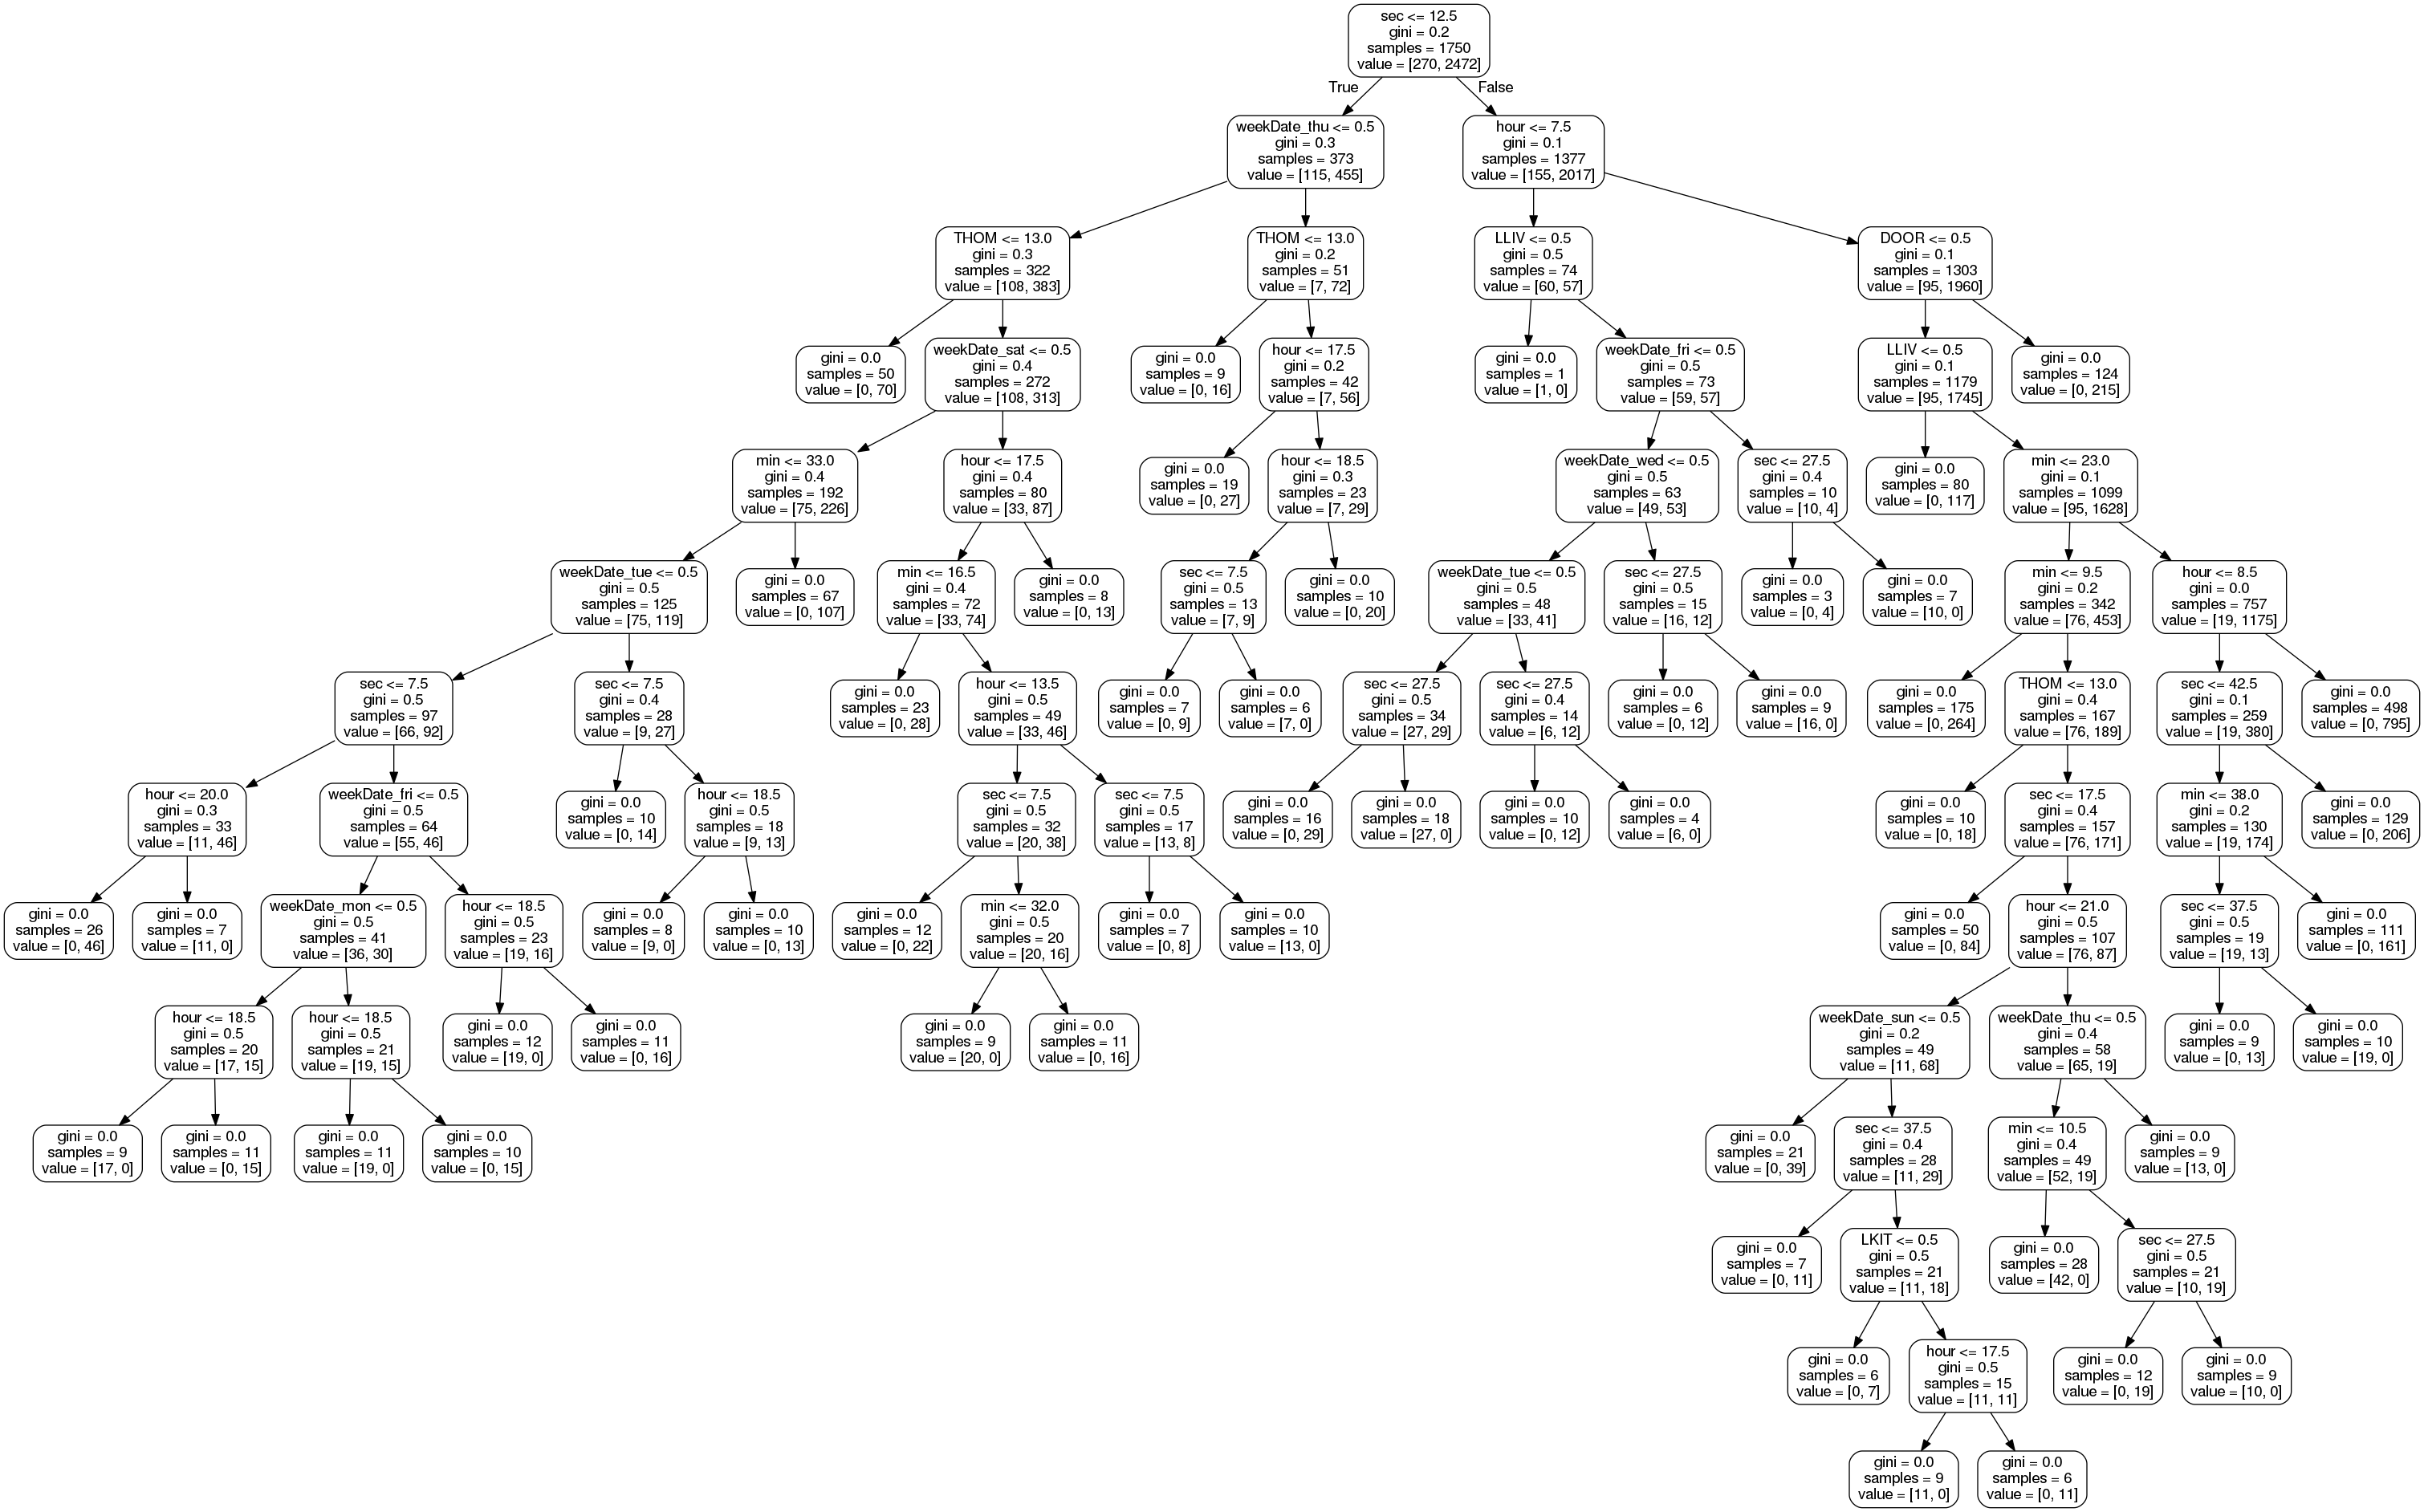 sec <= 12.5
gini = 0.2
samples = 1750
value = [270, 2472]
True
False
weekDate_thu <= 0.5
gini = 0.3
samples = 373
value = [115, 455]
hour <= 7.5
gini = 0.1
samples = 1377
value = [155, 2017]
THOM <= 13.0
gini = 0.3
samples = 322
value = [108, 383]
THOM <= 13.0
gini = 0.2
samples = 51
value = [7, 72]
LLIV <= 0.5
gini = 0.5
samples = 74
value = [60, 57]
DOOR <= 0.5
gini = 0.1
samples = 1303
value = [95, 1960]
gini = 0.0
samples = 50
value = [0, 70]
weekDate_sat <= 0.5
gini = 0.4
samples = 272
value = [108, 313]
gini = 0.0
samples = 9
value = [0, 16]
hour <= 17.5
gini = 0.2
samples = 42
value = [7, 56]
gini = 0.0
samples = 1
value = [1, 0]
weekDate_fri <= 0.5
gini = 0.5
samples = 73
value = [59, 57]
LLIV <= 0.5
gini = 0.1
samples = 1179
value = [95, 1745]
gini = 0.0
samples = 124
value = [0, 215]
min <= 33.0
gini = 0.4
samples = 192
value = [75, 226]
hour <= 17.5
gini = 0.4
samples = 80
value = [33, 87]
gini = 0.0
samples = 19
value = [0, 27]
hour <= 18.5
gini = 0.3
samples = 23
value = [7, 29]
weekDate_wed <= 0.5
gini = 0.5
samples = 63
value = [49, 53]
sec <= 27.5
gini = 0.4
samples = 10
value = [10, 4]
gini = 0.0
samples = 80
value = [0, 117]
min <= 23.0
gini = 0.1
samples = 1099
value = [95, 1628]
weekDate_tue <= 0.5
gini = 0.5
samples = 125
value = [75, 119]
gini = 0.0
samples = 67
value = [0, 107]
min <= 16.5
gini = 0.4
samples = 72
value = [33, 74]
gini = 0.0
samples = 8
value = [0, 13]
sec <= 7.5
gini = 0.5
samples = 13
value = [7, 9]
gini = 0.0
samples = 10
value = [0, 20]
weekDate_tue <= 0.5
gini = 0.5
samples = 48
value = [33, 41]
sec <= 27.5
gini = 0.5
samples = 15
value = [16, 12]
gini = 0.0
samples = 3
value = [0, 4]
gini = 0.0
samples = 7
value = [10, 0]
min <= 9.5
gini = 0.2
samples = 342
value = [76, 453]
hour <= 8.5
gini = 0.0
samples = 757
value = [19, 1175]
sec <= 7.5
gini = 0.5
samples = 97
value = [66, 92]
sec <= 7.5
gini = 0.4
samples = 28
value = [9, 27]
gini = 0.0
samples = 23
value = [0, 28]
hour <= 13.5
gini = 0.5
samples = 49
value = [33, 46]
gini = 0.0
samples = 7
value = [0, 9]
gini = 0.0
samples = 6
value = [7, 0]
sec <= 27.5
gini = 0.5
samples = 34
value = [27, 29]
sec <= 27.5
gini = 0.4
samples = 14
value = [6, 12]
gini = 0.0
samples = 6
value = [0, 12]
gini = 0.0
samples = 9
value = [16, 0]
gini = 0.0
samples = 175
value = [0, 264]
THOM <= 13.0
gini = 0.4
samples = 167
value = [76, 189]
sec <= 42.5
gini = 0.1
samples = 259
value = [19, 380]
gini = 0.0
samples = 498
value = [0, 795]
hour <= 20.0
gini = 0.3
samples = 33
value = [11, 46]
weekDate_fri <= 0.5
gini = 0.5
samples = 64
value = [55, 46]
gini = 0.0
samples = 10
value = [0, 14]
hour <= 18.5
gini = 0.5
samples = 18
value = [9, 13]
sec <= 7.5
gini = 0.5
samples = 32
value = [20, 38]
sec <= 7.5
gini = 0.5
samples = 17
value = [13, 8]
gini = 0.0
samples = 16
value = [0, 29]
gini = 0.0
samples = 18
value = [27, 0]
gini = 0.0
samples = 10
value = [0, 12]
gini = 0.0
samples = 4
value = [6, 0]
gini = 0.0
samples = 10
value = [0, 18]
sec <= 17.5
gini = 0.4
samples = 157
value = [76, 171]
min <= 38.0
gini = 0.2
samples = 130
value = [19, 174]
gini = 0.0
samples = 129
value = [0, 206]
gini = 0.0
samples = 26
value = [0, 46]
gini = 0.0
samples = 7
value = [11, 0]
weekDate_mon <= 0.5
gini = 0.5
samples = 41
value = [36, 30]
hour <= 18.5
gini = 0.5
samples = 23
value = [19, 16]
gini = 0.0
samples = 8
value = [9, 0]
gini = 0.0
samples = 10
value = [0, 13]
gini = 0.0
samples = 12
value = [0, 22]
min <= 32.0
gini = 0.5
samples = 20
value = [20, 16]
gini = 0.0
samples = 7
value = [0, 8]
gini = 0.0
samples = 10
value = [13, 0]
gini = 0.0
samples = 50
value = [0, 84]
hour <= 21.0
gini = 0.5
samples = 107
value = [76, 87]
sec <= 37.5
gini = 0.5
samples = 19
value = [19, 13]
gini = 0.0
samples = 111
value = [0, 161]
hour <= 18.5
gini = 0.5
samples = 20
value = [17, 15]
hour <= 18.5
gini = 0.5
samples = 21
value = [19, 15]
gini = 0.0
samples = 12
value = [19, 0]
gini = 0.0
samples = 11
value = [0, 16]
gini = 0.0
samples = 9
value = [20, 0]
gini = 0.0
samples = 11
value = [0, 16]
weekDate_sun <= 0.5
gini = 0.2
samples = 49
value = [11, 68]
weekDate_thu <= 0.5
gini = 0.4
samples = 58
value = [65, 19]
gini = 0.0
samples = 9
value = [0, 13]
gini = 0.0
samples = 10
value = [19, 0]
gini = 0.0
samples = 9
value = [17, 0]
gini = 0.0
samples = 11
value = [0, 15]
gini = 0.0
samples = 11
value = [19, 0]
gini = 0.0
samples = 10
value = [0, 15]
gini = 0.0
samples = 21
value = [0, 39]
sec <= 37.5
gini = 0.4
samples = 28
value = [11, 29]
min <= 10.5
gini = 0.4
samples = 49
value = [52, 19]
gini = 0.0
samples = 9
value = [13, 0]
gini = 0.0
samples = 7
value = [0, 11]
LKIT <= 0.5
gini = 0.5
samples = 21
value = [11, 18]
gini = 0.0
samples = 28
value = [42, 0]
sec <= 27.5
gini = 0.5
samples = 21
value = [10, 19]
gini = 0.0
samples = 6
value = [0, 7]
hour <= 17.5
gini = 0.5
samples = 15
value = [11, 11]
gini = 0.0
samples = 12
value = [0, 19]
gini = 0.0
samples = 9
value = [10, 0]
gini = 0.0
samples = 9
value = [11, 0]
gini = 0.0
samples = 6
value = [0, 11]